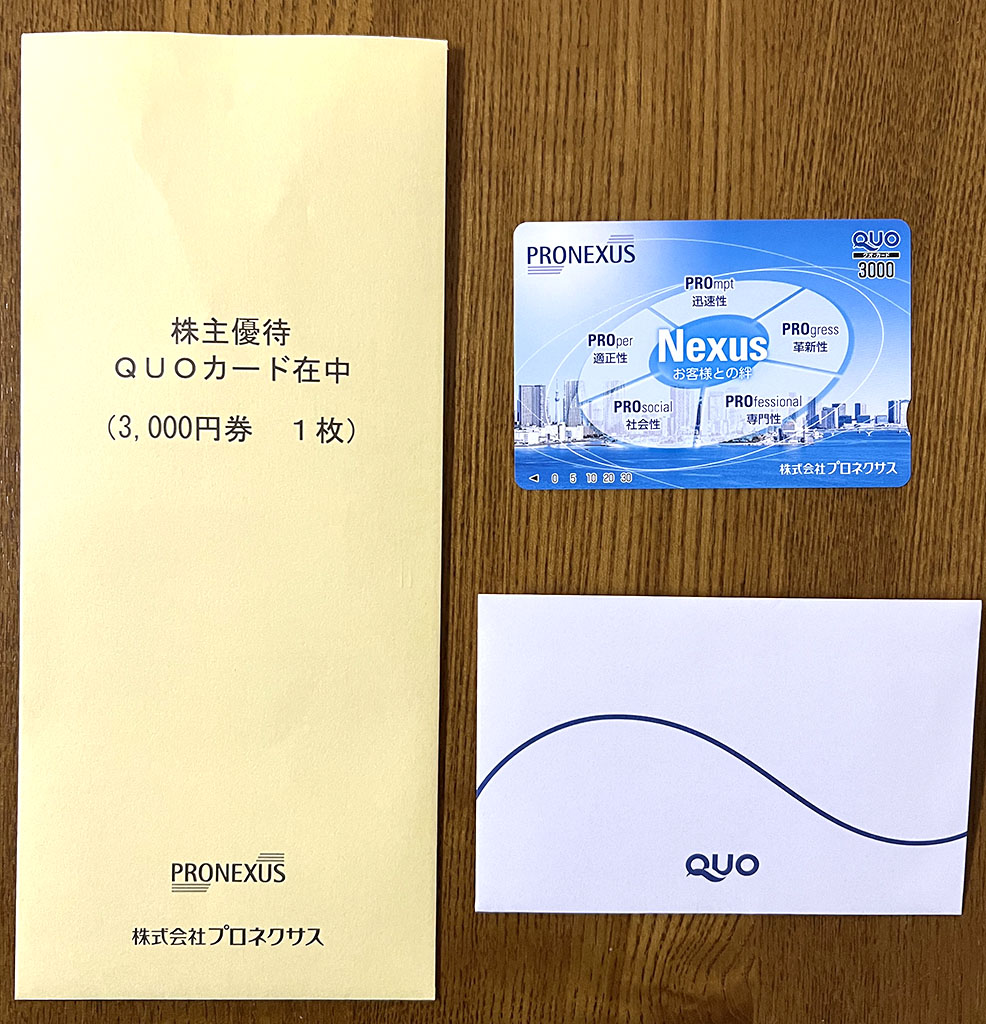 株主優待
QUOカード在中
(3,000円券　1枚)
PRONEXUS
株式会社プロネクサス
PRONEXUS
QUO
クオ・カード
3000
PROmpt
迅速性
PROper
適正性
PROgress
革新性
Nexus
お客様との絆
PROsocial
社会性
PROfessional
専門性
株式会社プロネクサス
◁ 0 5 10 20 30
QUO